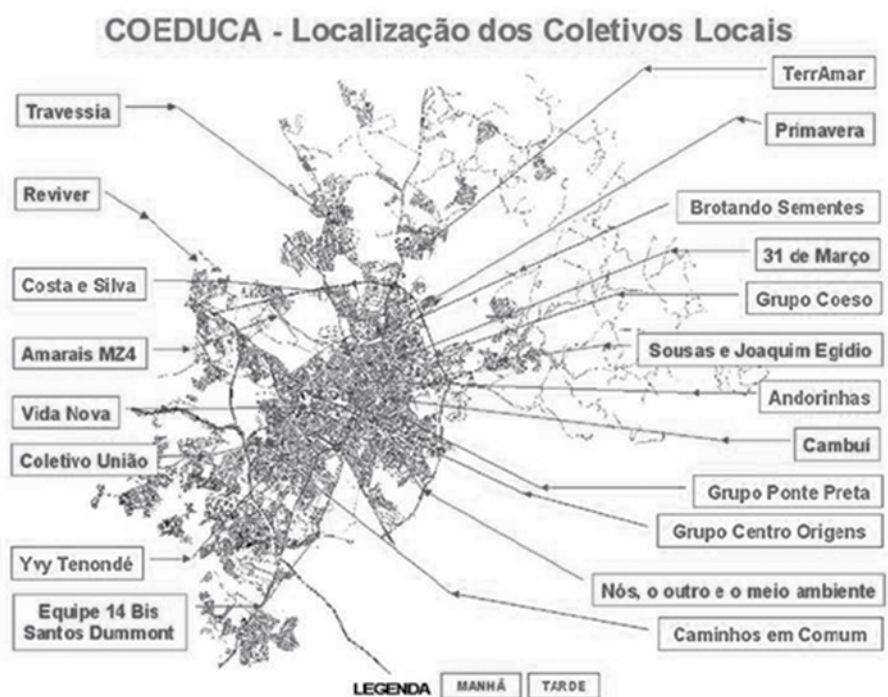 COEDUCA - Localização dos Coletivos Locais
TerrAmar
Travessia
Primavera
Reviver
Brotando Sementes
31 de Março
Costa e Silva
Grupo Coeso
Amarais MZ4
Sousas e Joaquim Egídio
Andorinhas
Vida Nova
Cambuí
Coletivo União
Grupo Ponte Preta
Grupo Centro Origens
Yvy Tenondé
Nós, o outro e o meio ambiente
Equipe 14 Bis
Santos Dummont
Caminhos em Comum
LEGENDA MANHÃ TARDE